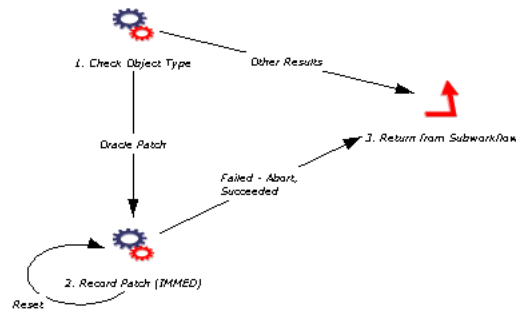 1. Check Object Type
Other Results
3. Return from Subworkflow
Oracle Patch
Failed - Abort,
Succeeded
2. Record Patch (IMMED)
Reset